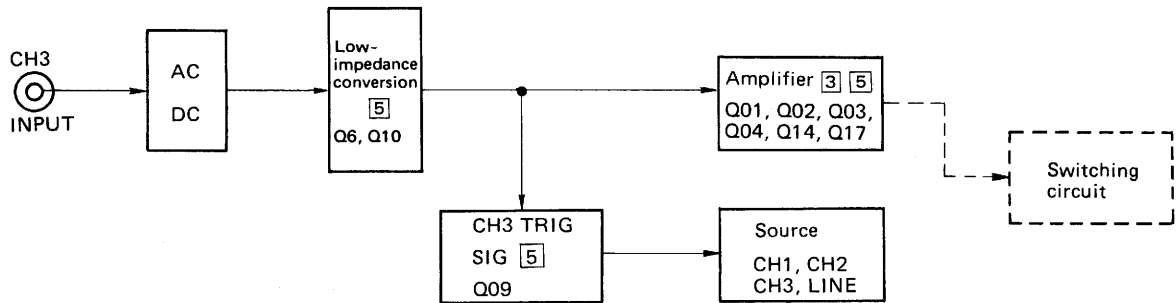 CH3
INPUT
AC
DC
Low-
impedance
conversion
5
Q6, Q10
Amplifier 3 5
Q01, Q02, Q03,
Q04, Q14, Q17
Switching
circuit
CH3 TRIG
SIG 5
Q09
Source
CH1, CH2
CH3, LINE